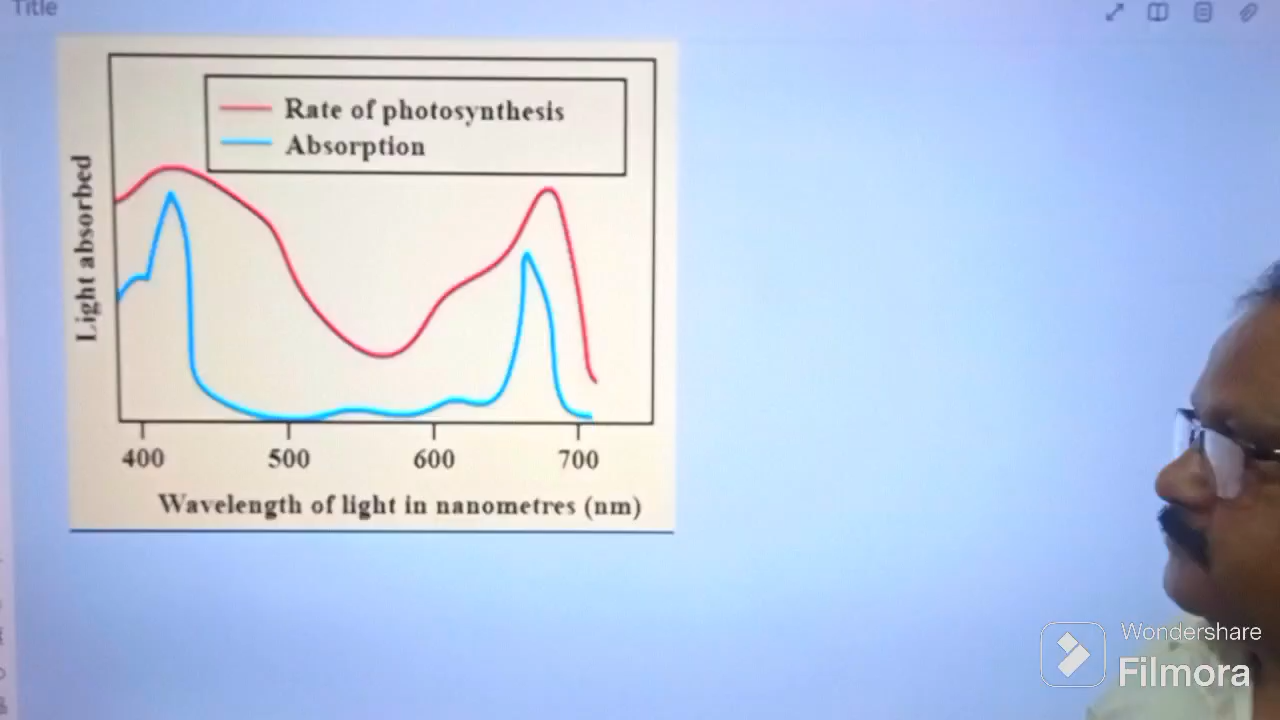 Title
Rate of photosynthesis
Absorption
Light absorbed
400 500 600 700
Wavelength of light in nanometres (nm)
Wondershare
Filmora